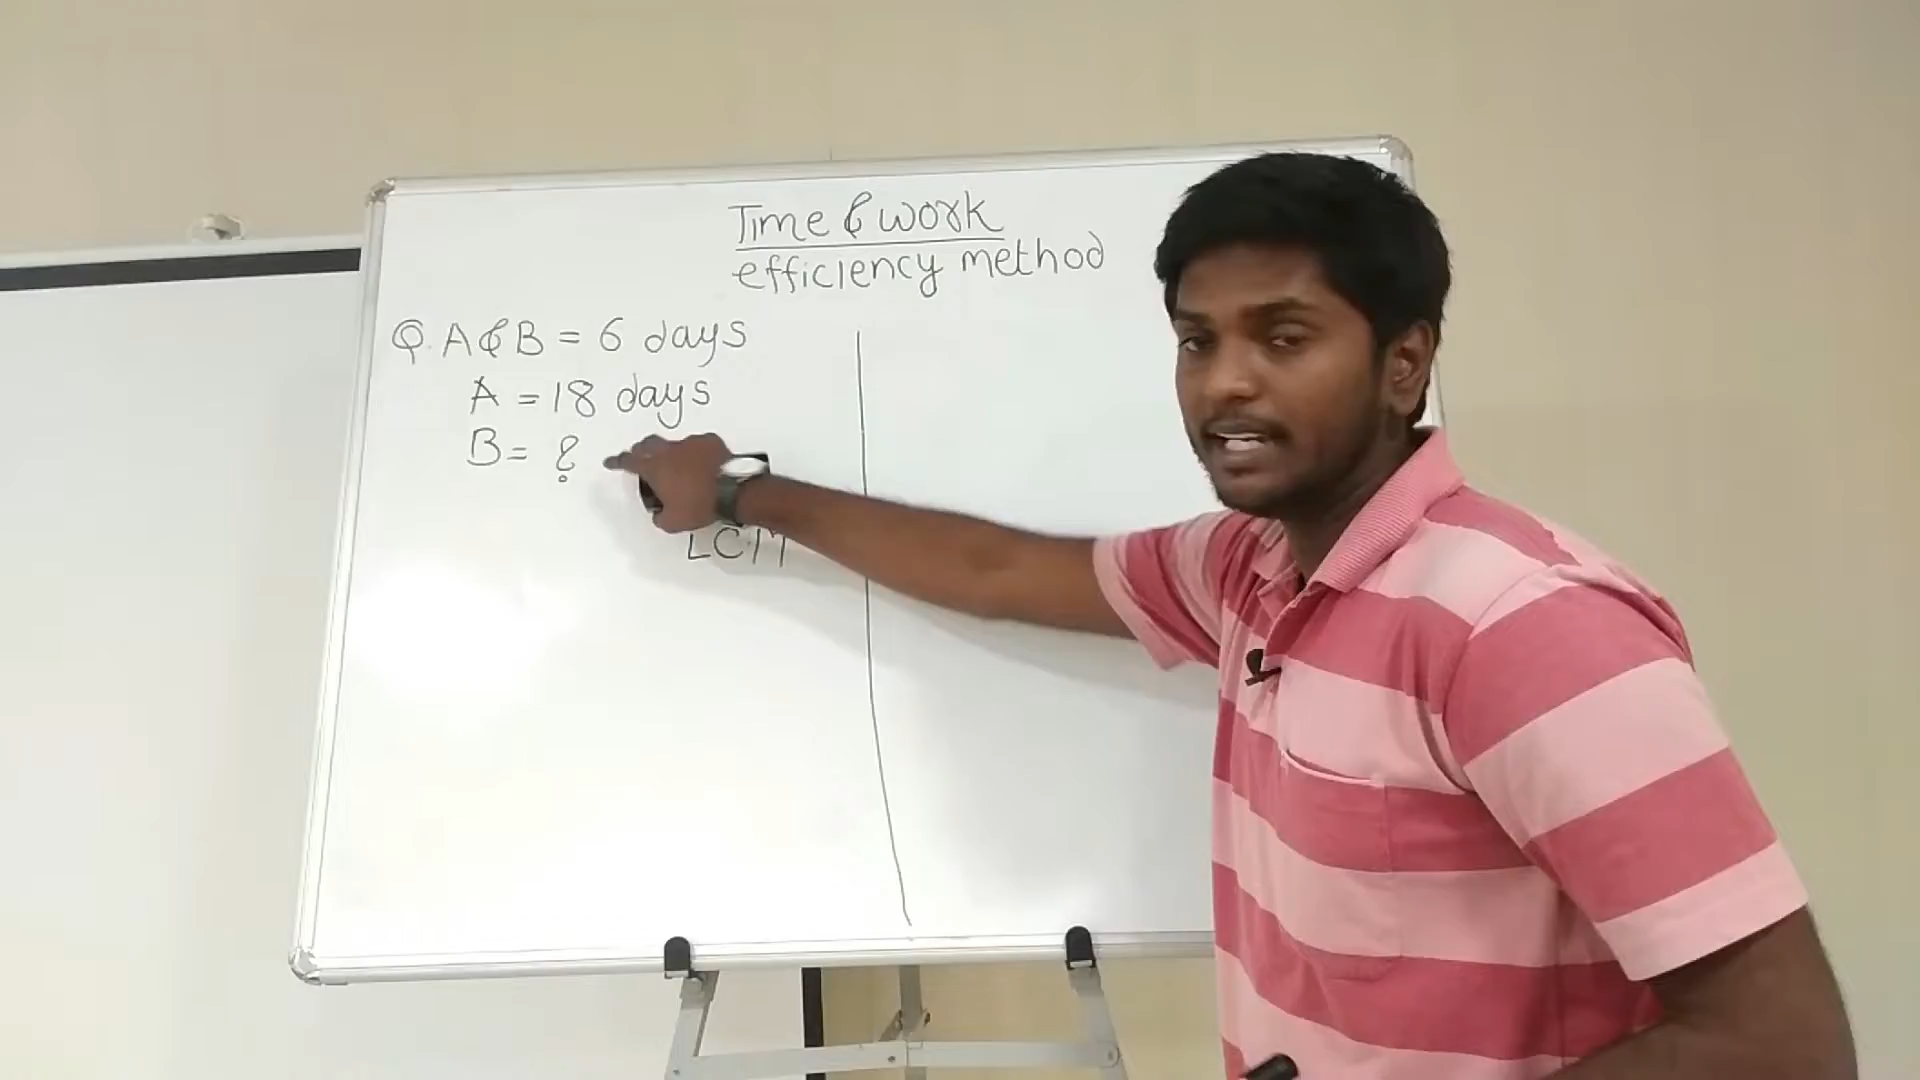 Time & work
efficiency method
Q. A & B = 6 days
A = 18 days
B = ?
LCM